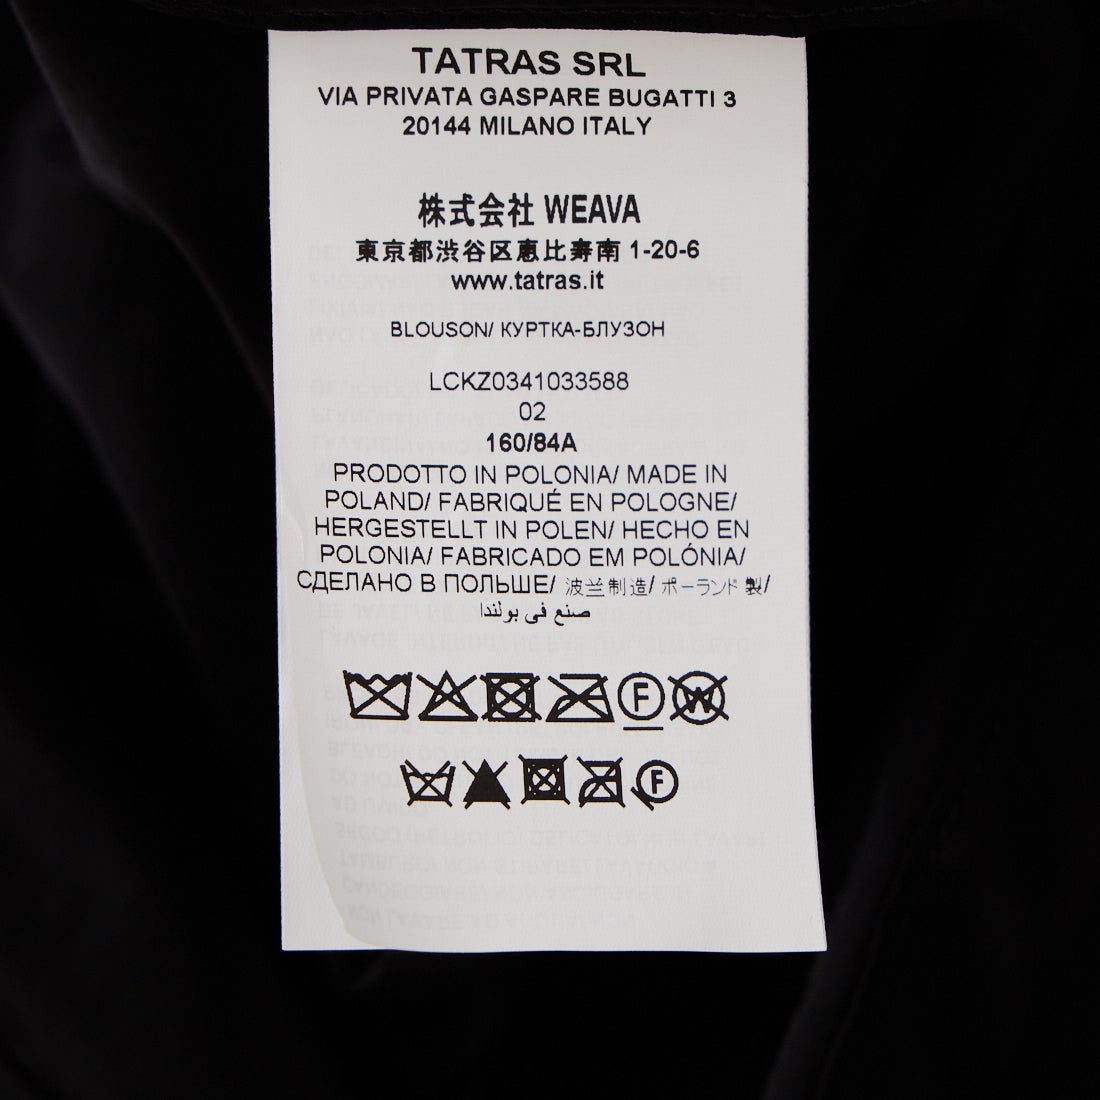 TATRAS SRL
VIA PRIVATA GASPARE BUGATTI 3
20144 MILANO ITALY
株式会社 WEAVA
東京都渋谷区恵比寿南 1-20-6
www.tatras.it
BLOUSON/ КУРТКА-БЛУЗОН
LCKZ0341033588
02
160/84A
PRODOTTO IN POLONIA/ MADE IN
POLAND/ FABRIQUÉ EN POLOGNE/
HERGESTELLT IN POLEN/ HECHO EN
POLONIA/ FABRICADO EM POLÓNIA/
СДЕЛАНО В ПОЛЬШЕ/ 波兰制造/ ポーランド 製/
صنع في بولندا
F W
F